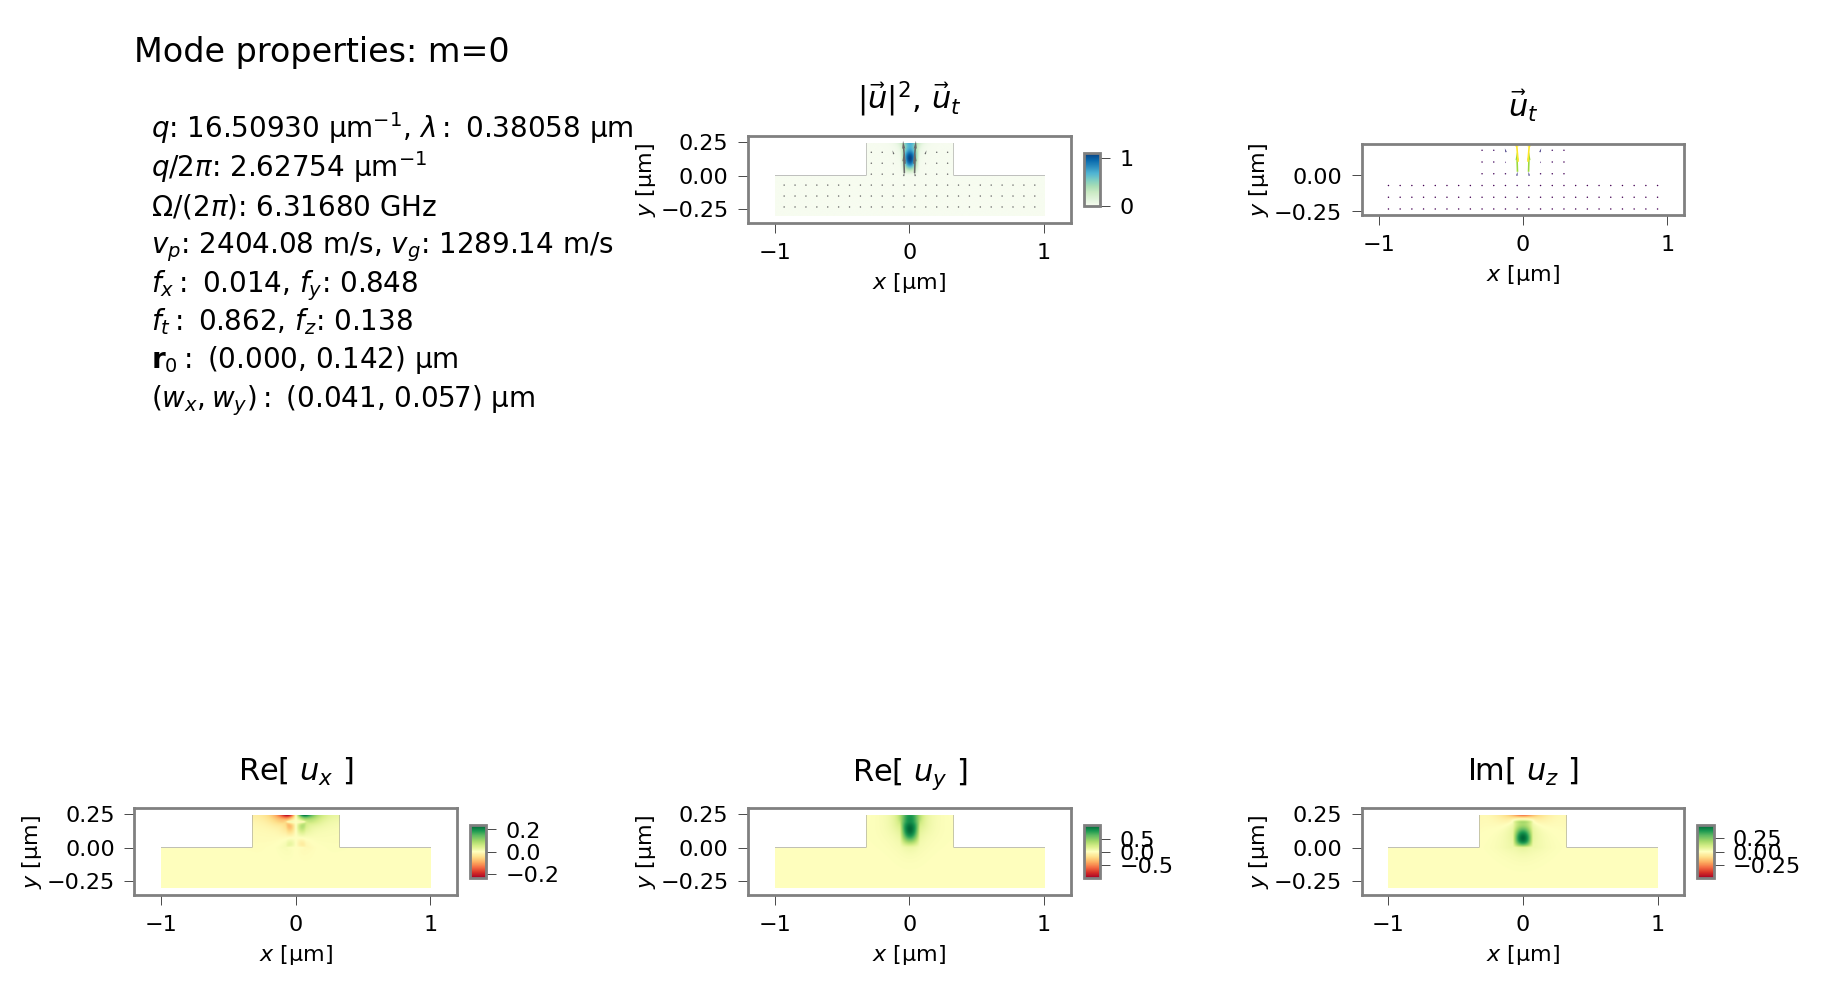 Mode properties: m=0
q: 16.50930 μm⁻¹, λ: 0.38058 μm
q/2π: 2.62754 μm⁻¹
Ω/(2π): 6.31680 GHz
v_p: 2404.08 m/s, v_g: 1289.14 m/s
f_x: 0.014, f_y: 0.848
f_t: 0.862, f_z: 0.138
r₀: (0.000, 0.142) μm
(w_x, w_y): (0.041, 0.057) μm
|u⃗|², u⃗_t
y [μm]
0.25
0.00
−0.25
−1 0 1
x [μm]
1
0
u⃗_t
y [μm]
0.00
−0.25
−1 0 1
x [μm]
Re[ u_x ]
y [μm]
0.25
0.00
−0.25
−1 0 1
x [μm]
0.2
0.0
−0.2
Re[ u_y ]
y [μm]
0.25
0.00
−0.25
−1 0 1
x [μm]
0.5
0.0
−0.5
Im[ u_z ]
y [μm]
0.25
0.00
−0.25
−1 0 1
x [μm]
0.25
0.00
−0.25